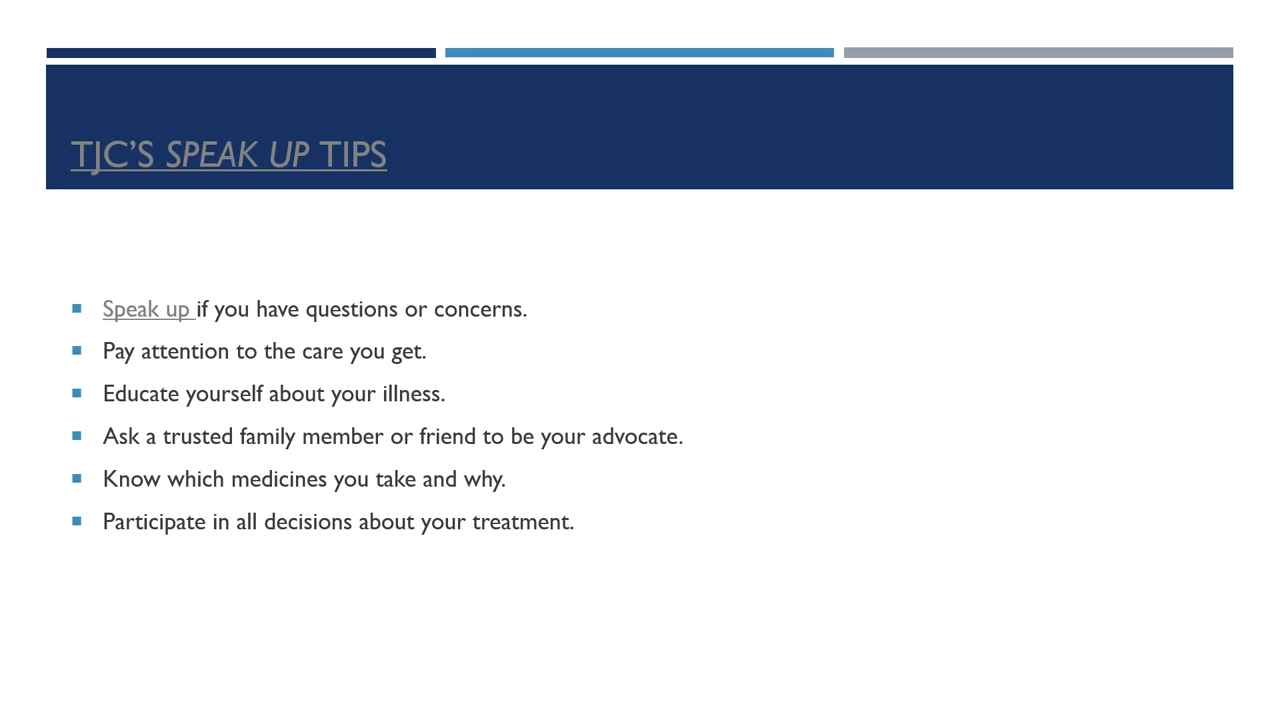 TJC’S SPEAK UP TIPS
Speak up if you have questions or concerns.
Pay attention to the care you get.
Educate yourself about your illness.
Ask a trusted family member or friend to be your advocate.
Know which medicines you take and why.
Participate in all decisions about your treatment.